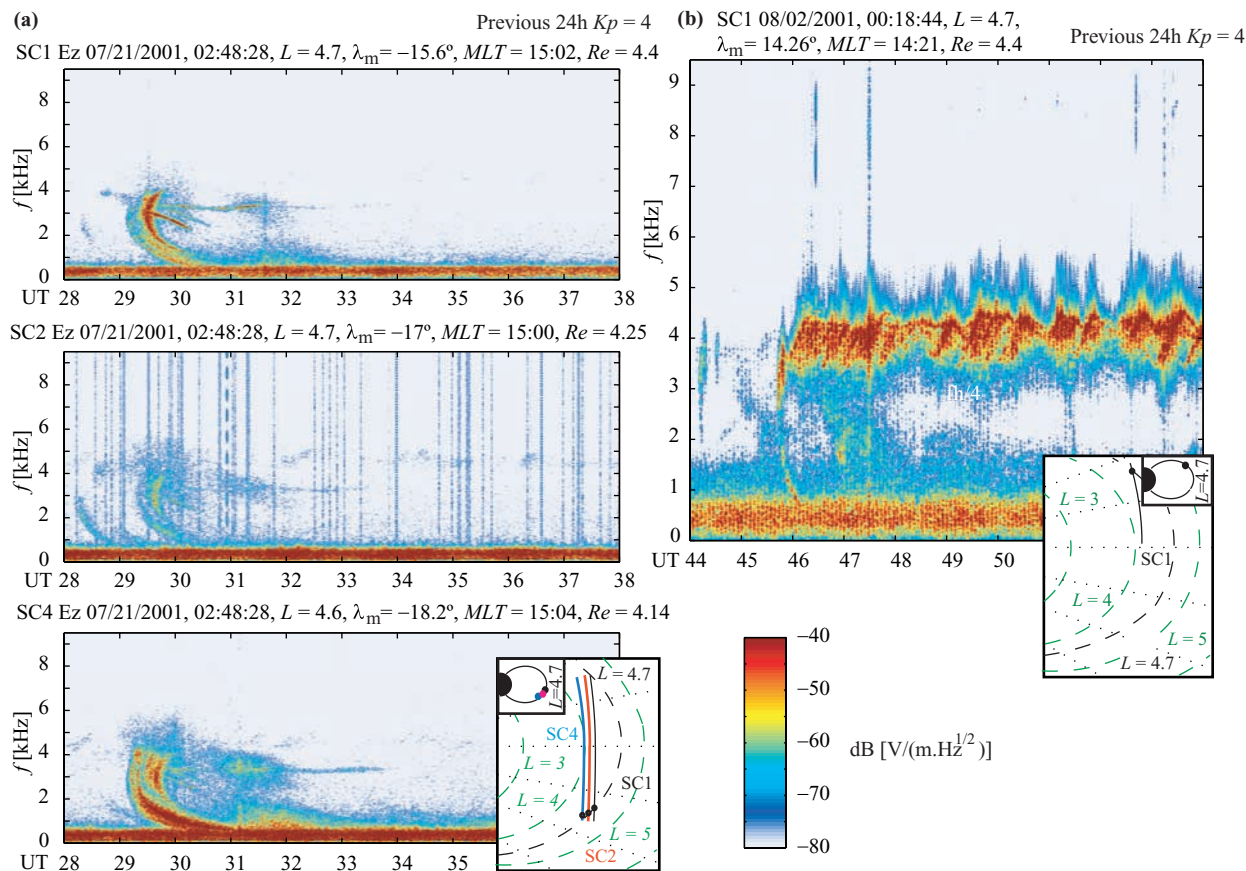 (a)
Previous 24h Kp = 4
SC1 Ez 07/21/2001, 02:48:28, L = 4.7, λm= −15.6º, MLT = 15:02, Re = 4.4
f [kHz]
8
6
4
2
0
UT 28 29 30 31 32 33 34 35 36 37 38
SC2 Ez 07/21/2001, 02:48:28, L = 4.7, λm= −17º, MLT = 15:00, Re = 4.25
f [kHz]
8
6
4
2
0
UT 28 29 30 31 32 33 34 35 36 37 38
SC4 Ez 07/21/2001, 02:48:28, L = 4.6, λm= −18.2º, MLT = 15:04, Re = 4.14
f [kHz]
8
6
4
2
0
UT 28 29 30 31 32 33 34 35
L=4.7
L = 4.7
SC4
L = 3
SC1
L = 4
L = 5
SC2
(b)
SC1 08/02/2001, 00:18:44, L = 4.7,
λm= 14.26º, MLT = 14:21, Re = 4.4
Previous 24h Kp = 4
f [kHz]
9
8
7
6
5
4
3
2
1
0
fh/4
UT 44 45 46 47 48 49 50
L=4.7
L = 3
SC1
L = 4
L = 5
L = 4.7
−40
−50
−60
−70
−80
dB [V/(m.Hz1/2)]